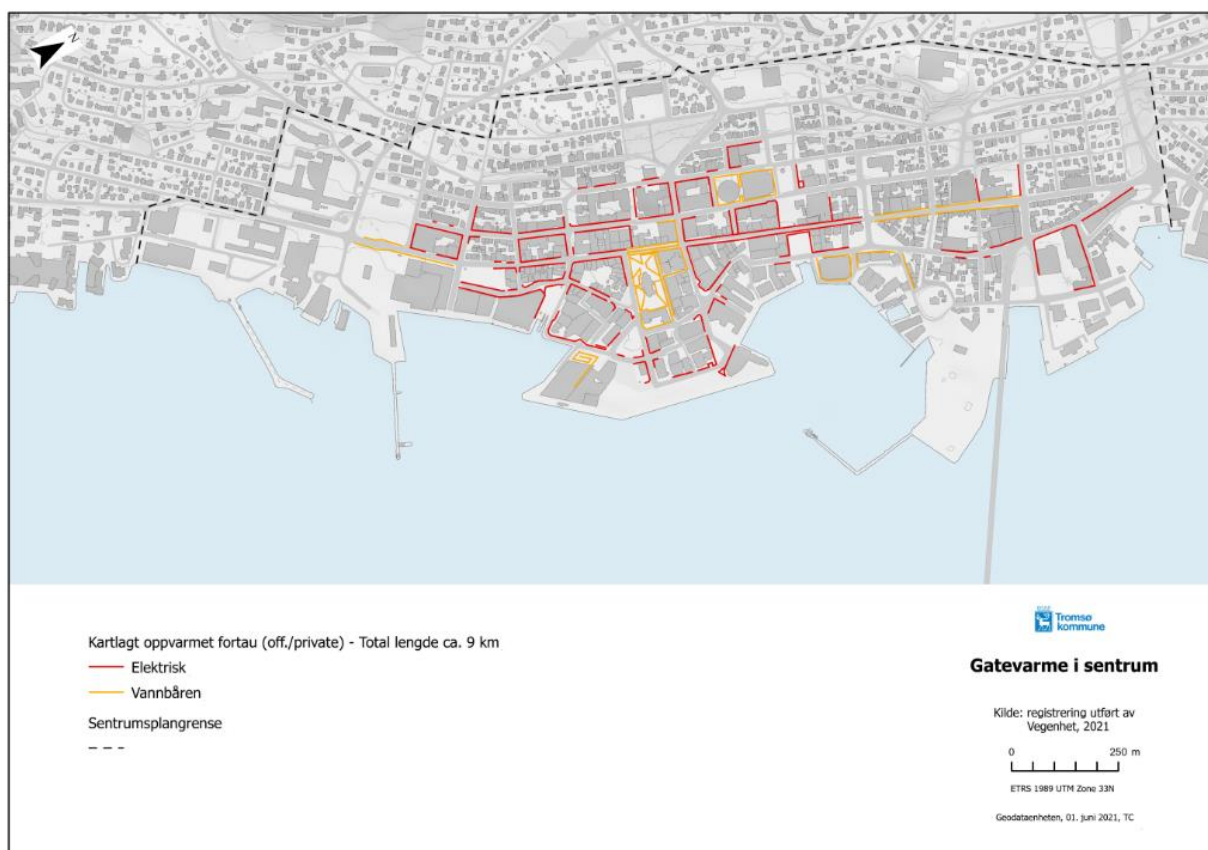 N
Kartlagt oppvarmet fortau (off./private) - Total lengde ca. 9 km
Elektrisk
Vannbåren
Sentrumsplangrense
Tromsø
kommune
Gatevarme i sentrum
Kilde: registrering utført av
Vegenhet, 2021
0 250 m
ETRS 1989 UTM Zone 33N
Geodataenheten, 01. juni 2021, TC